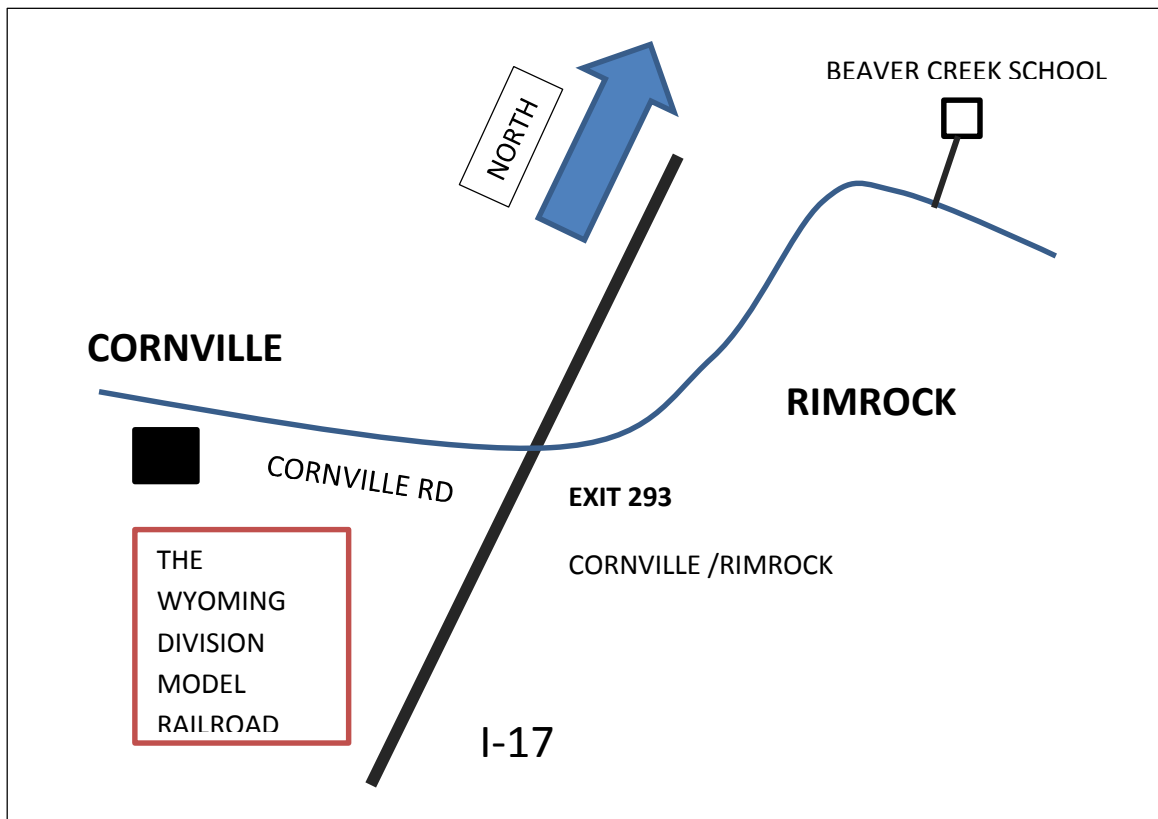 BEAVER CREEK SCHOOL
NORTH
CORNVILLE
RIMROCK
CORNVILLE RD
EXIT 293
CORNVILLE /RIMROCK
THE
WYOMING
DIVISION
MODEL
RAILROAD
I-17